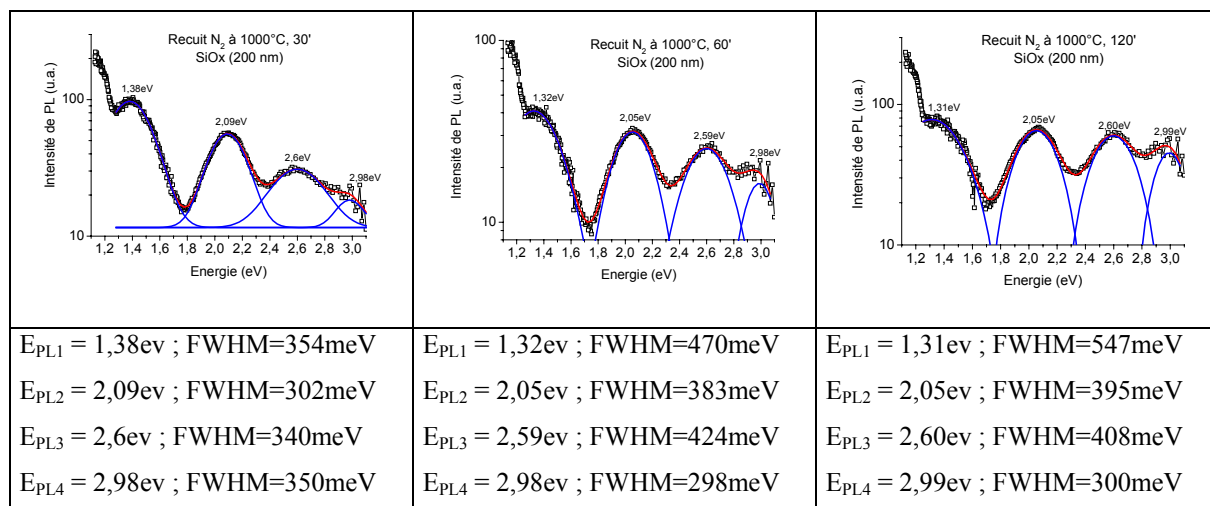 Recuit N2 à 1000°C, 30'
SiOx (200 nm)
Intensité de PL (u.a.)
100
10
1,38eV
2,09eV
2,6eV
2,98eV
1,2 1,4 1,6 1,8 2,0 2,2 2,4 2,6 2,8 3,0
Energie (eV)
Recuit N2 à 1000°C, 60'
SiOx (200 nm)
Intensité de PL (u.a.)
100
10
1,32eV
2,05eV
2,59eV
2,98eV
1,2 1,4 1,6 1,8 2,0 2,2 2,4 2,6 2,8 3,0
Energie (eV)
Recuit N2 à 1000°C, 120'
SiOx (200 nm)
Intensité de PL (u.a.)
100
10
1,31eV
2,05eV
2,60eV
2,99eV
1,2 1,4 1,6 1,8 2,0 2,2 2,4 2,6 2,8 3,0
Energie (eV)
EPL1 = 1,38ev ; FWHM=354meV
EPL2 = 2,09ev ; FWHM=302meV
EPL3 = 2,6ev ; FWHM=340meV
EPL4 = 2,98ev ; FWHM=350meV
EPL1 = 1,32ev ; FWHM=470meV
EPL2 = 2,05ev ; FWHM=383meV
EPL3 = 2,59ev ; FWHM=424meV
EPL4 = 2,98ev ; FWHM=298meV
EPL1 = 1,31ev ; FWHM=547meV
EPL2 = 2,05ev ; FWHM=395meV
EPL3 = 2,60ev ; FWHM=408meV
EPL4 = 2,99ev ; FWHM=300meV